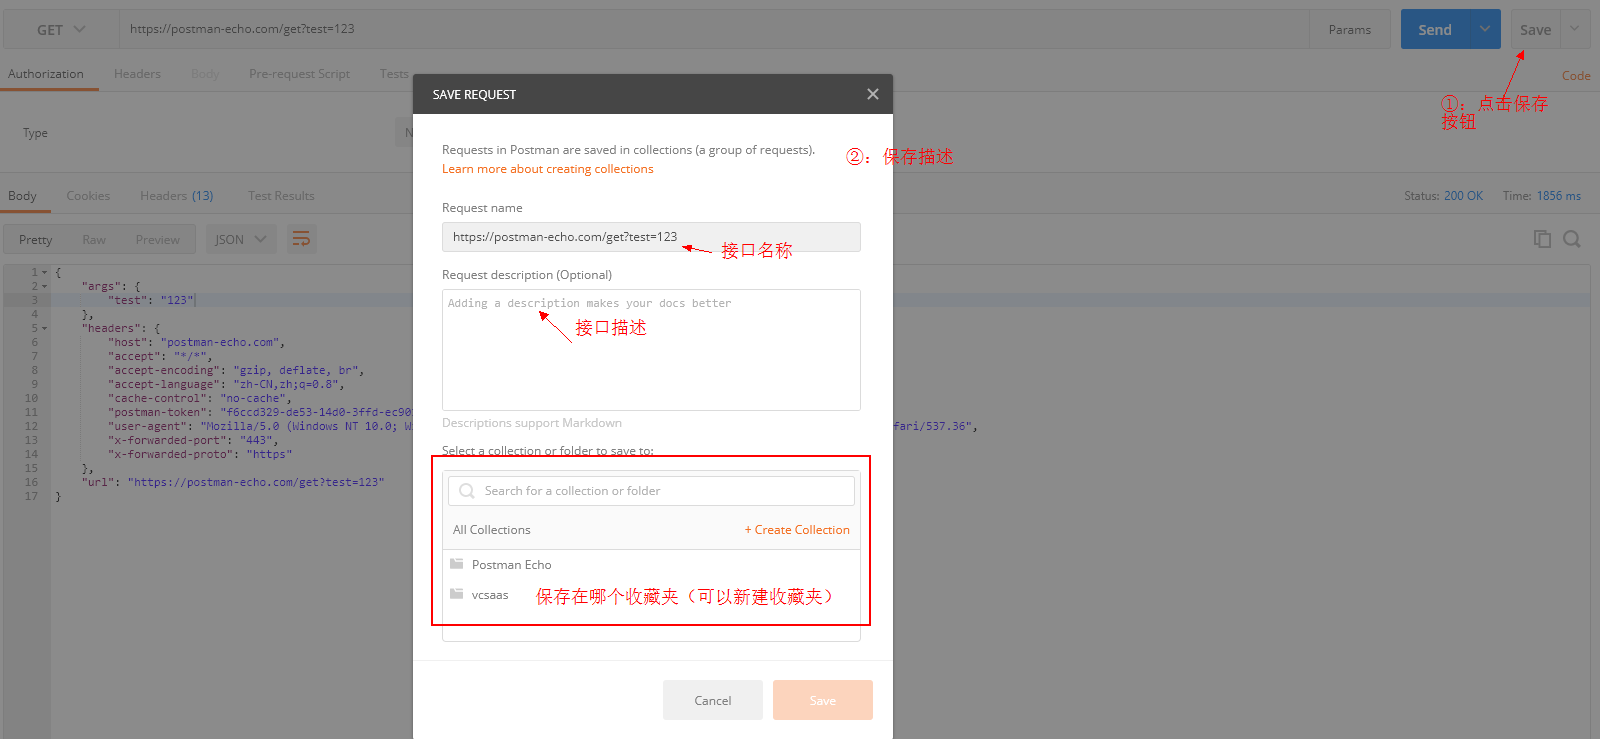 GET
https://postman-echo.com/get?test=123
Params
Send
Save
Authorization
Headers
Body
Pre-request Script
Tests
Code
①：点击保存
按钮
SAVE REQUEST
Type
N
Requests in Postman are saved in collections (a group of requests).
②：保存描述
Learn more about creating collections
Body
Cookies
Headers (13)
Test Results
Status: 200 OK
Time: 1856 ms
Request name
https://postman-echo.com/get?test=123
接口名称
Pretty
Raw
Preview
JSON
Request description (Optional)
Adding a description makes your docs better
接口描述
Descriptions support Markdown
1 {
2 "args": {
3 "test": "123"
4 },
5 "headers": {
6 "host": "postman-echo.com",
7 "accept": "*/*",
8 "accept-encoding": "gzip, deflate, br",
9 "accept-language": "zh-CN,zh;q=0.8",
10 "cache-control": "no-cache",
11 "postman-token": "f6ccd329-de53-14d0-3ffd-ec90
12 "user-agent": "Mozilla/5.0 (Windows NT 10.0; W
fari/537.36",
13 "x-forwarded-port": "443",
14 "x-forwarded-proto": "https"
15 },
16 "url": "https://postman-echo.com/get?test=123"
17 }
Select a collection or folder to save to:
Search for a collection or folder
All Collections
+ Create Collection
Postman Echo
vcsaas
保存在哪个收藏夹（可以新建收藏夹）
Cancel
Save